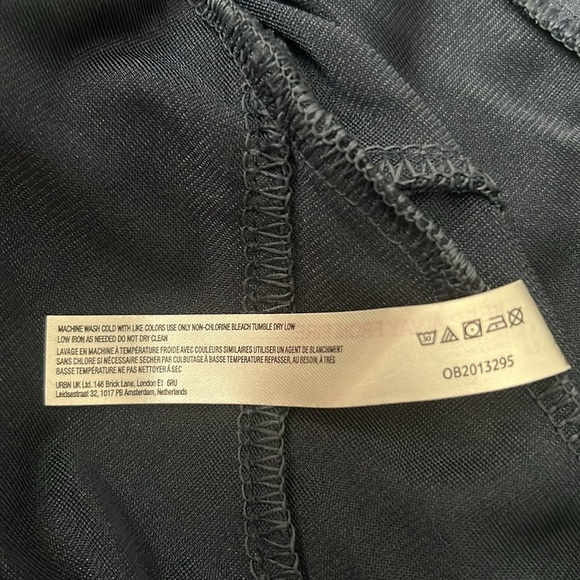 MACHINE WASH COLD WITH LIKE COLORS USE ONLY NON-CHLORINE BLEACH TUMBLE DRY LOW
LOW IRON AS NEEDED DO NOT DRY CLEAN
LAVAGE EN MACHINE À TEMPÉRATURE FROIDE AVEC COULEURS SIMILAIRES UTILISER UN AGENT DE BLANCHIMENT
SANS CHLORE SI NÉCESSAIRE SÉCHER PAR CULBUTAGE À BASSE TEMPERATURE REPASSER, AU BESOIN, À TRÈS
BASSE TEMPÉRATURE NE PAS NETTOYER À SEC
URBN UK Ltd. 146 Brick Lane, London E1 6RU
Leidsestraat 32, 1017 PB Amsterdam, Netherlands
30
OB2013295